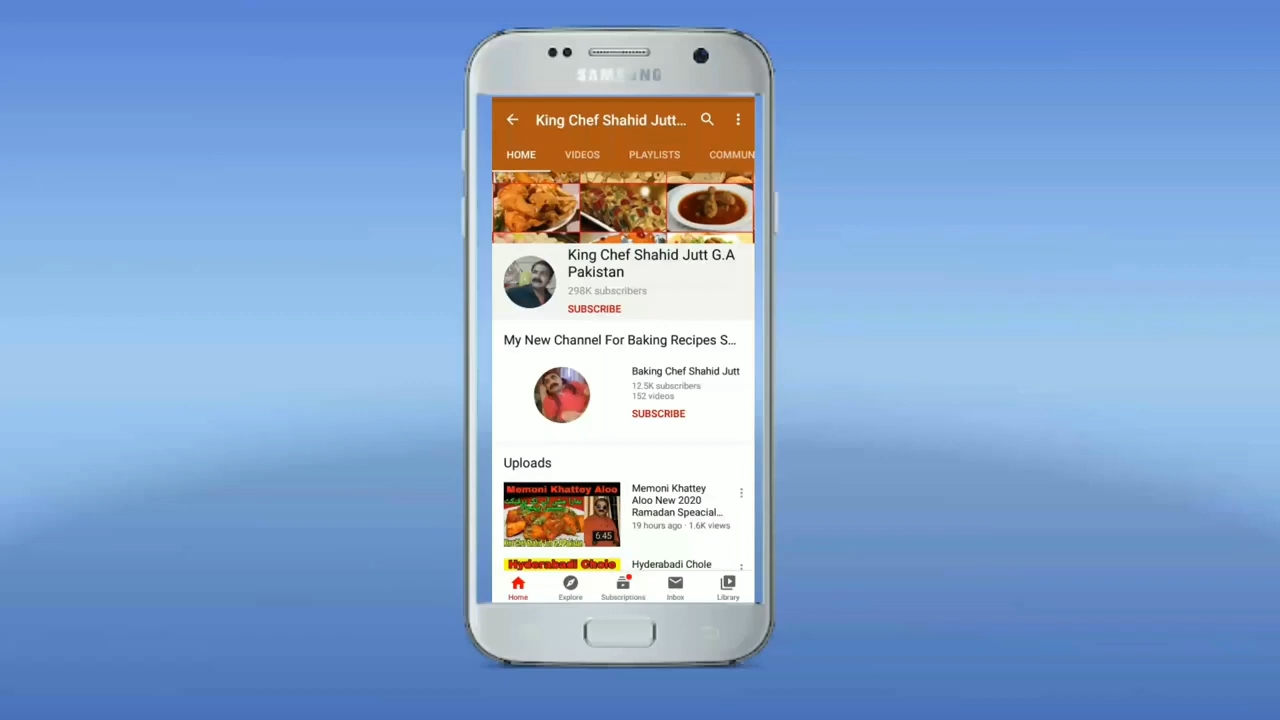 SAMSUNG
King Chef Shahid Jutt...
HOME VIDEOS PLAYLISTS COMMUN
King Chef Shahid Jutt G.A
Pakistan
298K subscribers
SUBSCRIBE
My New Channel For Baking Recipes S...
Baking Chef Shahid Jutt
12.5K subscribers
152 videos
SUBSCRIBE
Uploads
Memoni Khattey Aloo
6:45
Memoni Khattey
Aloo New 2020
Ramadan Speacial...
19 hours ago · 1.6K views
Hyderabadi Chole
Hyderabadi Chole
Home Explore Subscriptions Inbox Library